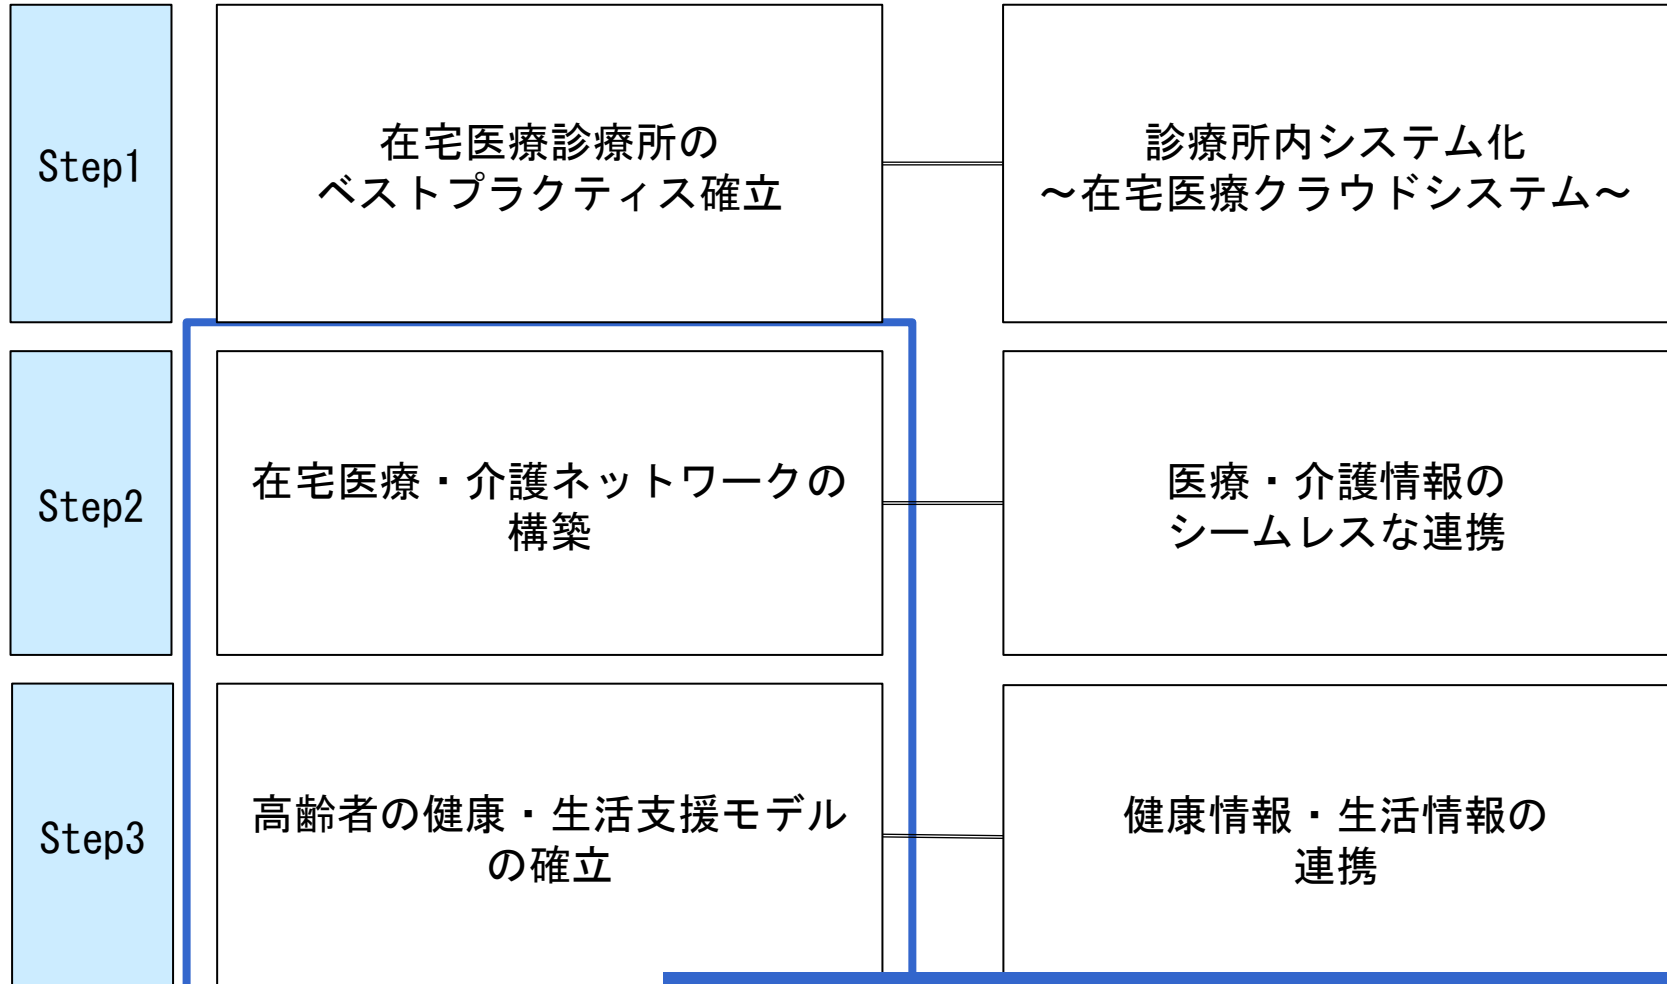 Step1
在宅医療診療所の
ベストプラクティス確立
診療所内システム化
～在宅医療クラウドシステム～
Step2
在宅医療・介護ネットワークの
構築
医療・介護情報の
シームレスな連携
Step3
高齢者の健康・生活支援モデル
の確立
健康情報・生活情報の
連携